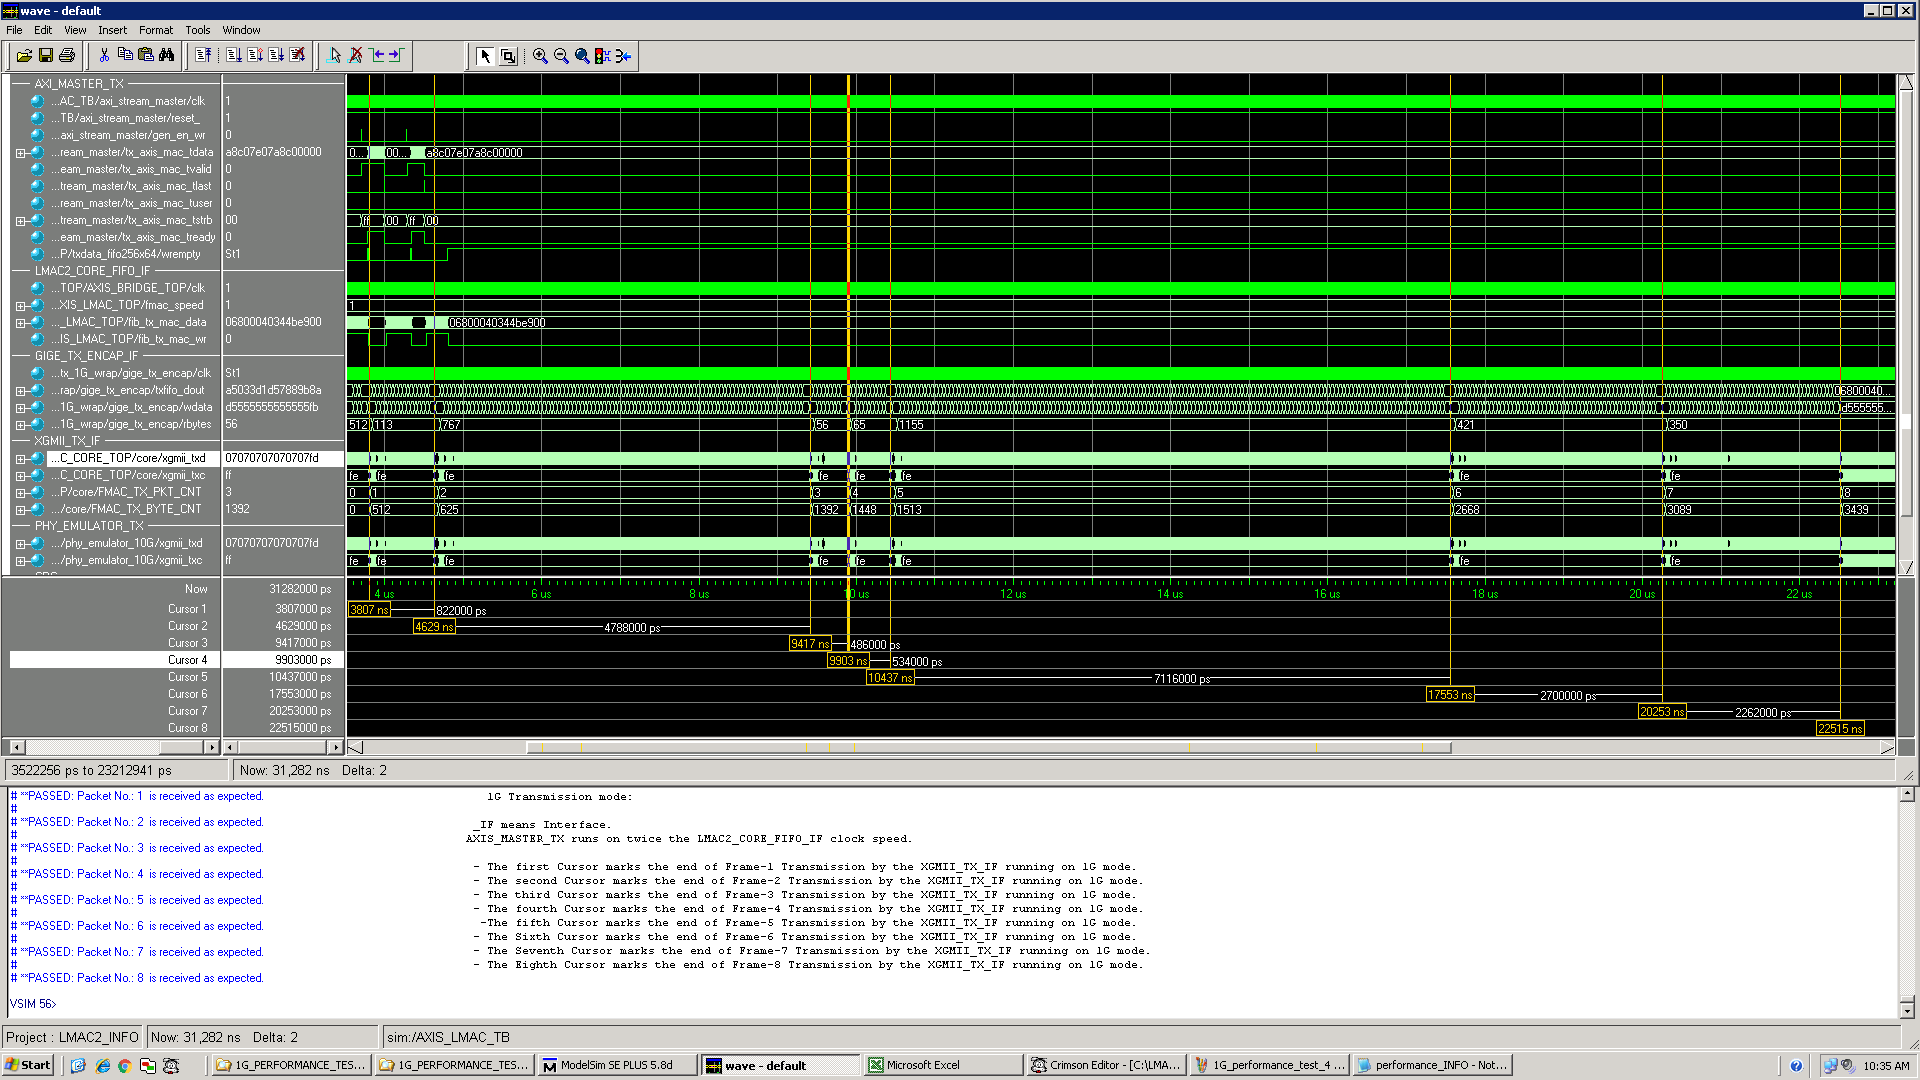 wave - default
File Edit View Insert Format Tools Window
AXI_MASTER_TX
...AC_TB/axi_stream_master/clk 1
...TB/axi_stream_master/reset_ 1
...axi_stream_master/gen_en_wr 0
...ream_master/tx_axis_mac_tdata a8c07e07a8c00000 0... 00... a8c07e07a8c00000
...eam_master/tx_axis_mac_tvalid 0
...tream_master/tx_axis_mac_tlast 0
...ream_master/tx_axis_mac_tuser 0
...tream_master/tx_axis_mac_tstrb 00 ff 00 ff 00
...eam_master/tx_axis_mac_tready 0
...P/txdata_fifo256x64/wrempty St1
LMAC2_CORE_FIFO_IF
...TOP/AXIS_BRIDGE_TOP/clk 1
...XIS_LMAC_TOP/fmac_speed 1 1
..._LMAC_TOP/fib_tx_mac_data 06800040344be900 06800040344be900
...IS_LMAC_TOP/fib_tx_mac_wr 0
GIGE_TX_ENCAP_IF
...tx_1G_wrap/gige_tx_encap/clk St1
...rap/gige_tx_encap/txfifo_dout a5033d1d57889b8a 06800040...
...1G_wrap/gige_tx_encap/wdata d55555555555555fb d555555...
...1G_wrap/gige_tx_encap/rbytes 56 512 113 767 56 65 1155 421 350
XGMII_TX_IF
...C_CORE_TOP/core/xgmii_txd 07070707070707fd
...C_CORE_TOP/core/xgmii_txc ff fe fe fe fe fe fe fe fe
...P/core/FMAC_TX_PKT_CNT 3 0 1 2 3 4 5 6 7 8
.../core/FMAC_TX_BYTE_CNT 1392 0 512 625 1392 1448 1513 2668 3089 3439
PHY_EMULATOR_TX
.../phy_emulator_10G/xgmii_txd 07070707070707fd
.../phy_emulator_10G/xgmii_txc ff fe fe fe fe fe fe fe fe
Now 31282000 ps 4 us 6 us 8 us 10 us 12 us 14 us 16 us 18 us 20 us 22 us
Cursor 1 3807000 ps 3807 ns 822000 ps
Cursor 2 4629000 ps 4629 ns 4788000 ps
Cursor 3 9417000 ps 9417 ns 486000 ps
Cursor 4 9903000 ps 9903 ns 534000 ps
Cursor 5 10437000 ps 10437 ns 7116000 ps
Cursor 6 17553000 ps 17553 ns 2700000 ps
Cursor 7 20253000 ps 20253 ns 2262000 ps
Cursor 8 22515000 ps 22515 ns
3522256 ps to 23212941 ps Now: 31,282 ns Delta: 2
# **PASSED: Packet No.: 1 is received as expected.
#
# **PASSED: Packet No.: 2 is received as expected.
#
# **PASSED: Packet No.: 3 is received as expected.
#
# **PASSED: Packet No.: 4 is received as expected.
#
# **PASSED: Packet No.: 5 is received as expected.
#
# **PASSED: Packet No.: 6 is received as expected.
#
# **PASSED: Packet No.: 7 is received as expected.
#
# **PASSED: Packet No.: 8 is received as expected.
VSIM 56>
1G Transmission mode:
_IF means Interface.
AXIS_MASTER_TX runs on twice the LMAC2_CORE_FIFO_IF clock speed.
- The first Cursor marks the end of Frame-1 Transmission by the XGMII_TX_IF running on 1G mode.
- The second Cursor marks the end of Frame-2 Transmission by the XGMII_TX_IF running on 1G mode.
- The third Cursor marks the end of Frame-3 Transmission by the XGMII_TX_IF running on 1G mode.
- The fourth Cursor marks the end of Frame-4 Transmission by the XGMII_TX_IF running on 1G mode.
-The fifth Cursor marks the end of Frame-5 Transmission by the XGMII_TX_IF running on 1G mode.
- The Sixth Cursor marks the end of Frame-6 Transmission by the XGMII_TX_IF running on 1G mode.
- The Seventh Cursor marks the end of Frame-7 Transmission by the XGMII_TX_IF running on 1G mode.
- The Eighth Cursor marks the end of Frame-8 Transmission by the XGMII_TX_IF running on 1G mode.
Project : LMAC2_INFO Now: 31,282 ns Delta: 2 sim:/AXIS_LMAC_TB
Start 1G_PERFORMANCE_TES... 1G_PERFORMANCE_TES... ModelSim SE PLUS 5.8d wave - default Microsoft Excel Crimson Editor - [C:\LMA... 1G_performance_test_4 ... performance_INFO - Not... 10:35 AM